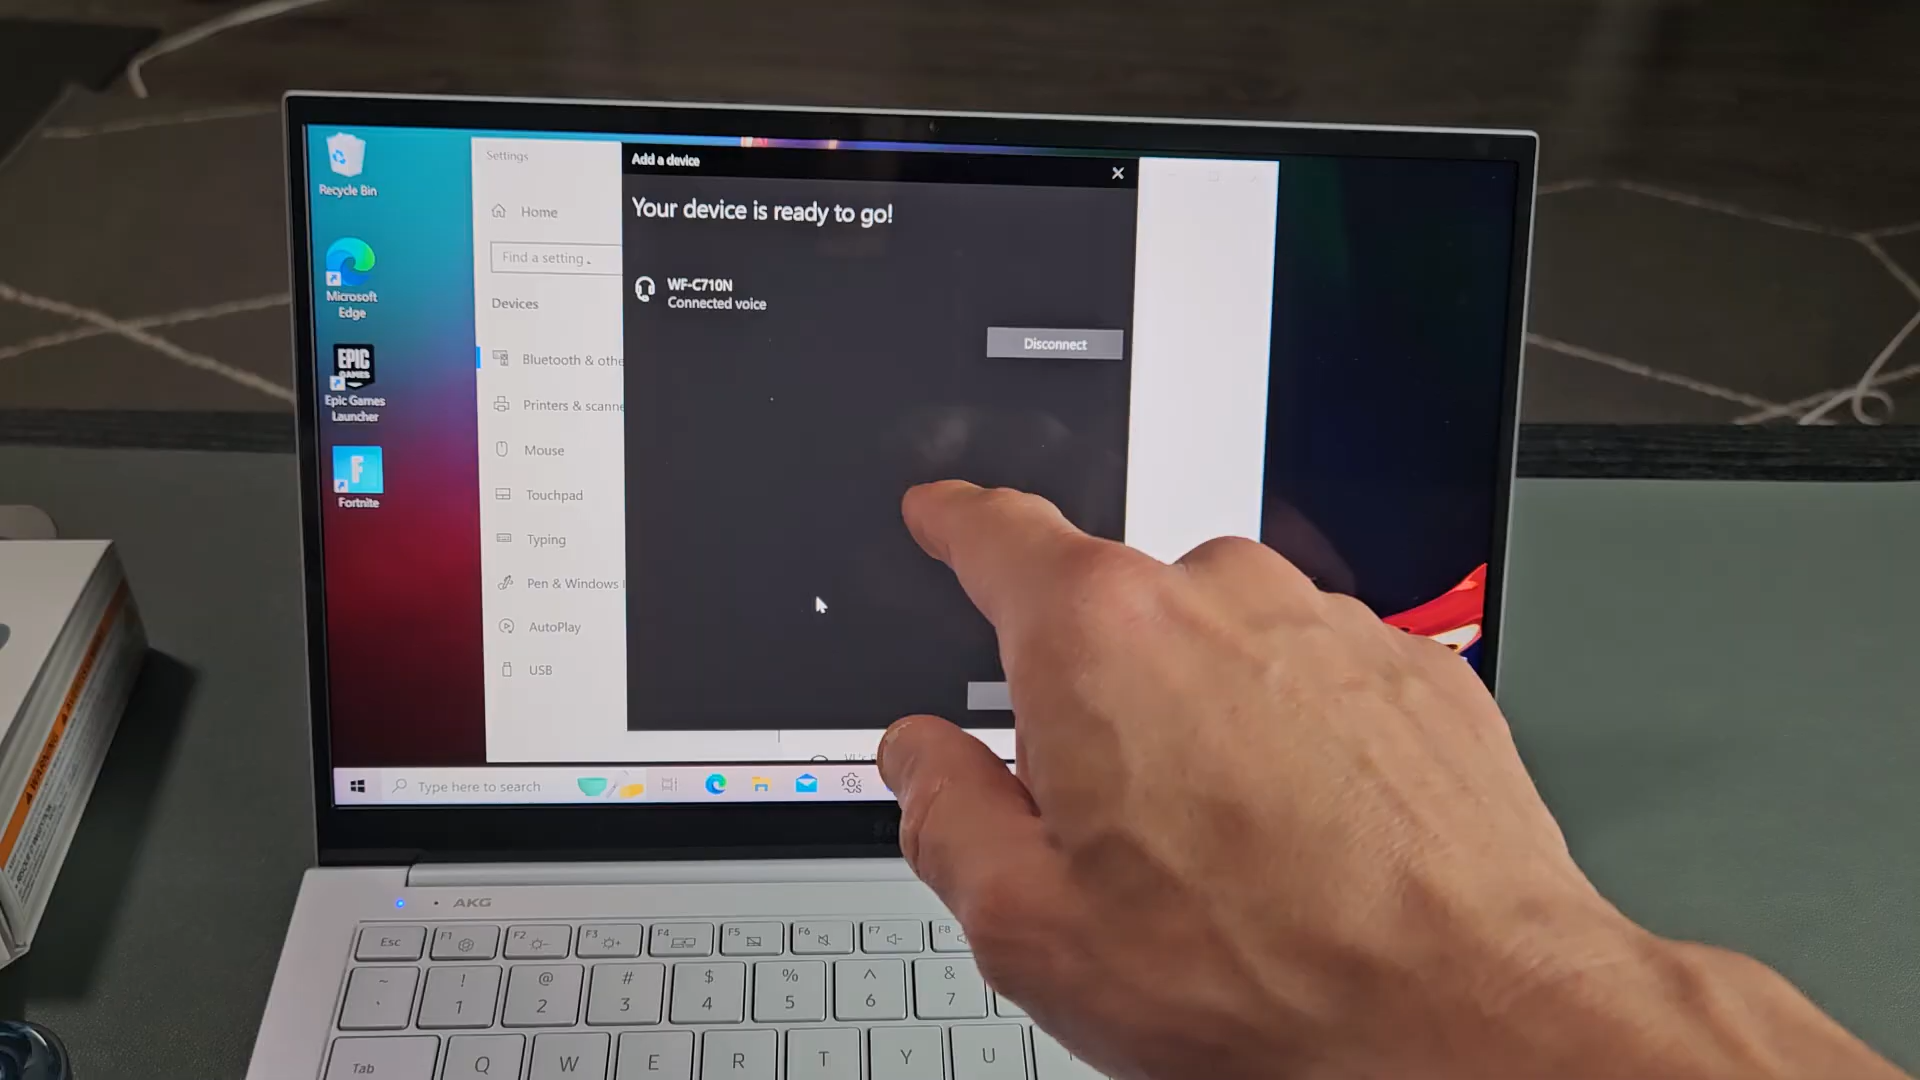 Recycle Bin
Microsoft
Edge
EPIC
GAMES
Epic Games
Launcher
F
Fortnite
Settings
Home
Find a setting
Devices
Bluetooth & othe
Printers & scanne
Mouse
Touchpad
Typing
Pen & Windows I
AutoPlay
USB
Add a device
Your device is ready to go!
WF-C710N
Connected voice
Disconnect
Type here to search
AKG
Esc
F1
F2
F3
F4
F5
F6
F7
F8
~
`
!
1
@
2
#
3
$
4
%
5
^
6
&
7
Tab
Q
W
E
R
T
Y
U